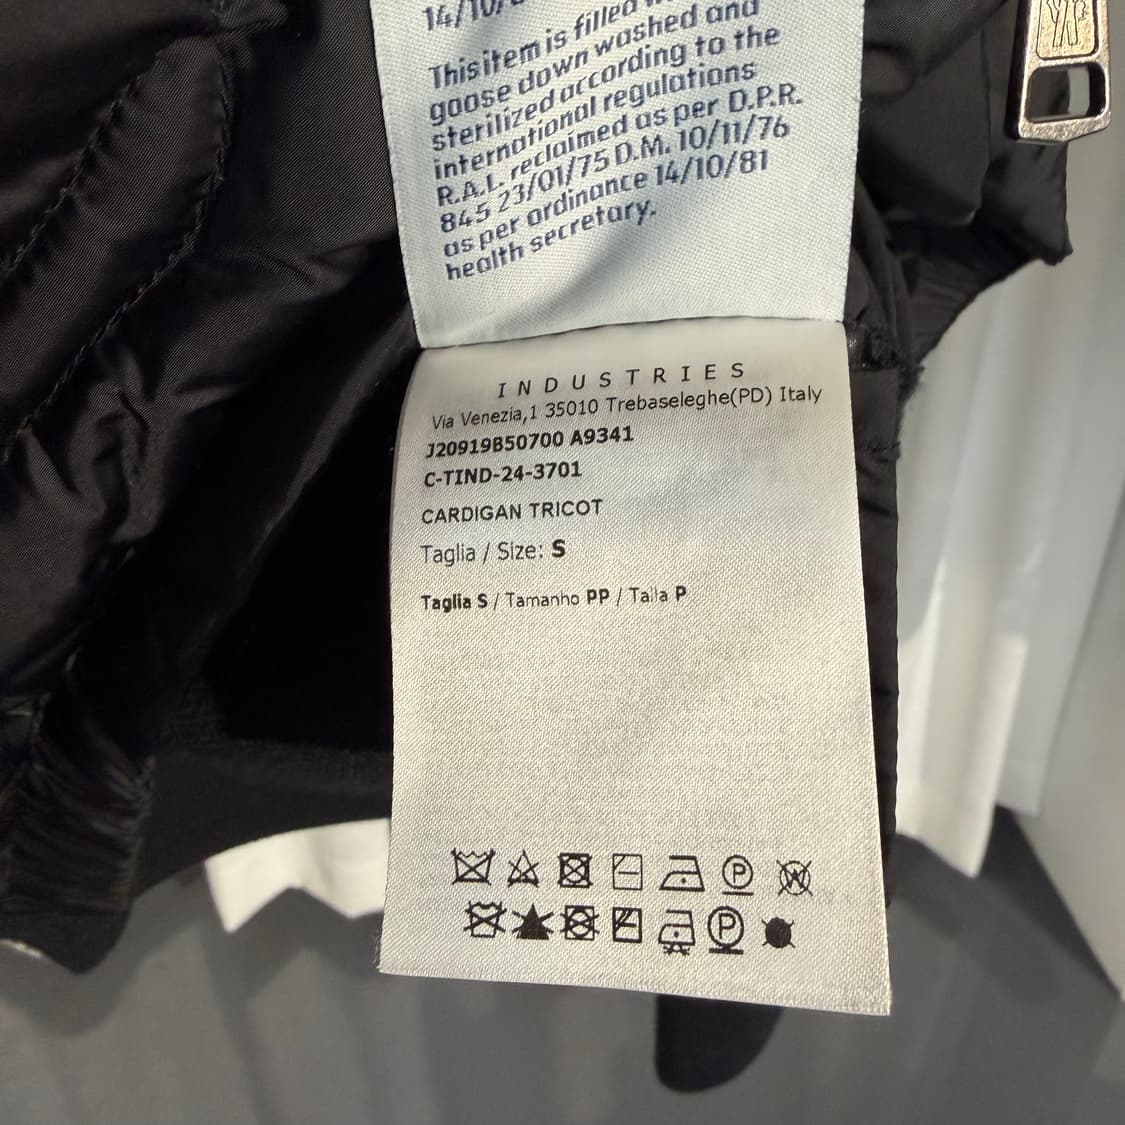 14/10/
This item is filled
goose down washed and
sterilized according to the
international regulations
R.A.L. reclaimed as per D.P.R.
845 23/01/75 D.M. 10/11/76
as per ordinance 14/10/81
health secretary.
INDUSTRIES
Via Venezia,1 35010 Trebaseleghe(PD) Italy
J20919B50700 A9341
C-TIND-24-3701
CARDIGAN TRICOT
Taglia / Size: S
Taglia S / Tamanho PP / Talla P
P W
P